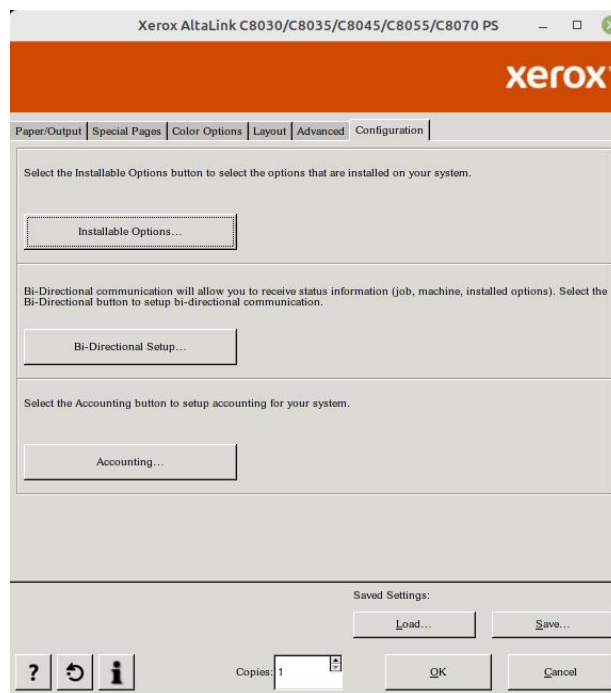 Xerox AltaLink C8030/C8035/C8045/C8055/C8070 PS
xerox
Paper/Output Special Pages Color Options Layout Advanced Configuration
Select the Installable Options button to select the options that are installed on your system.
Installable Options...
Bi-Directional communication will allow you to receive status information (job, machine, installed options). Select the
Bi-Directional button to setup bi-directional communication.
Bi-Directional Setup...
Select the Accounting button to setup accounting for your system.
Accounting...
Saved Settings:
Load... Save...
? i Copies: 1 OK Cancel